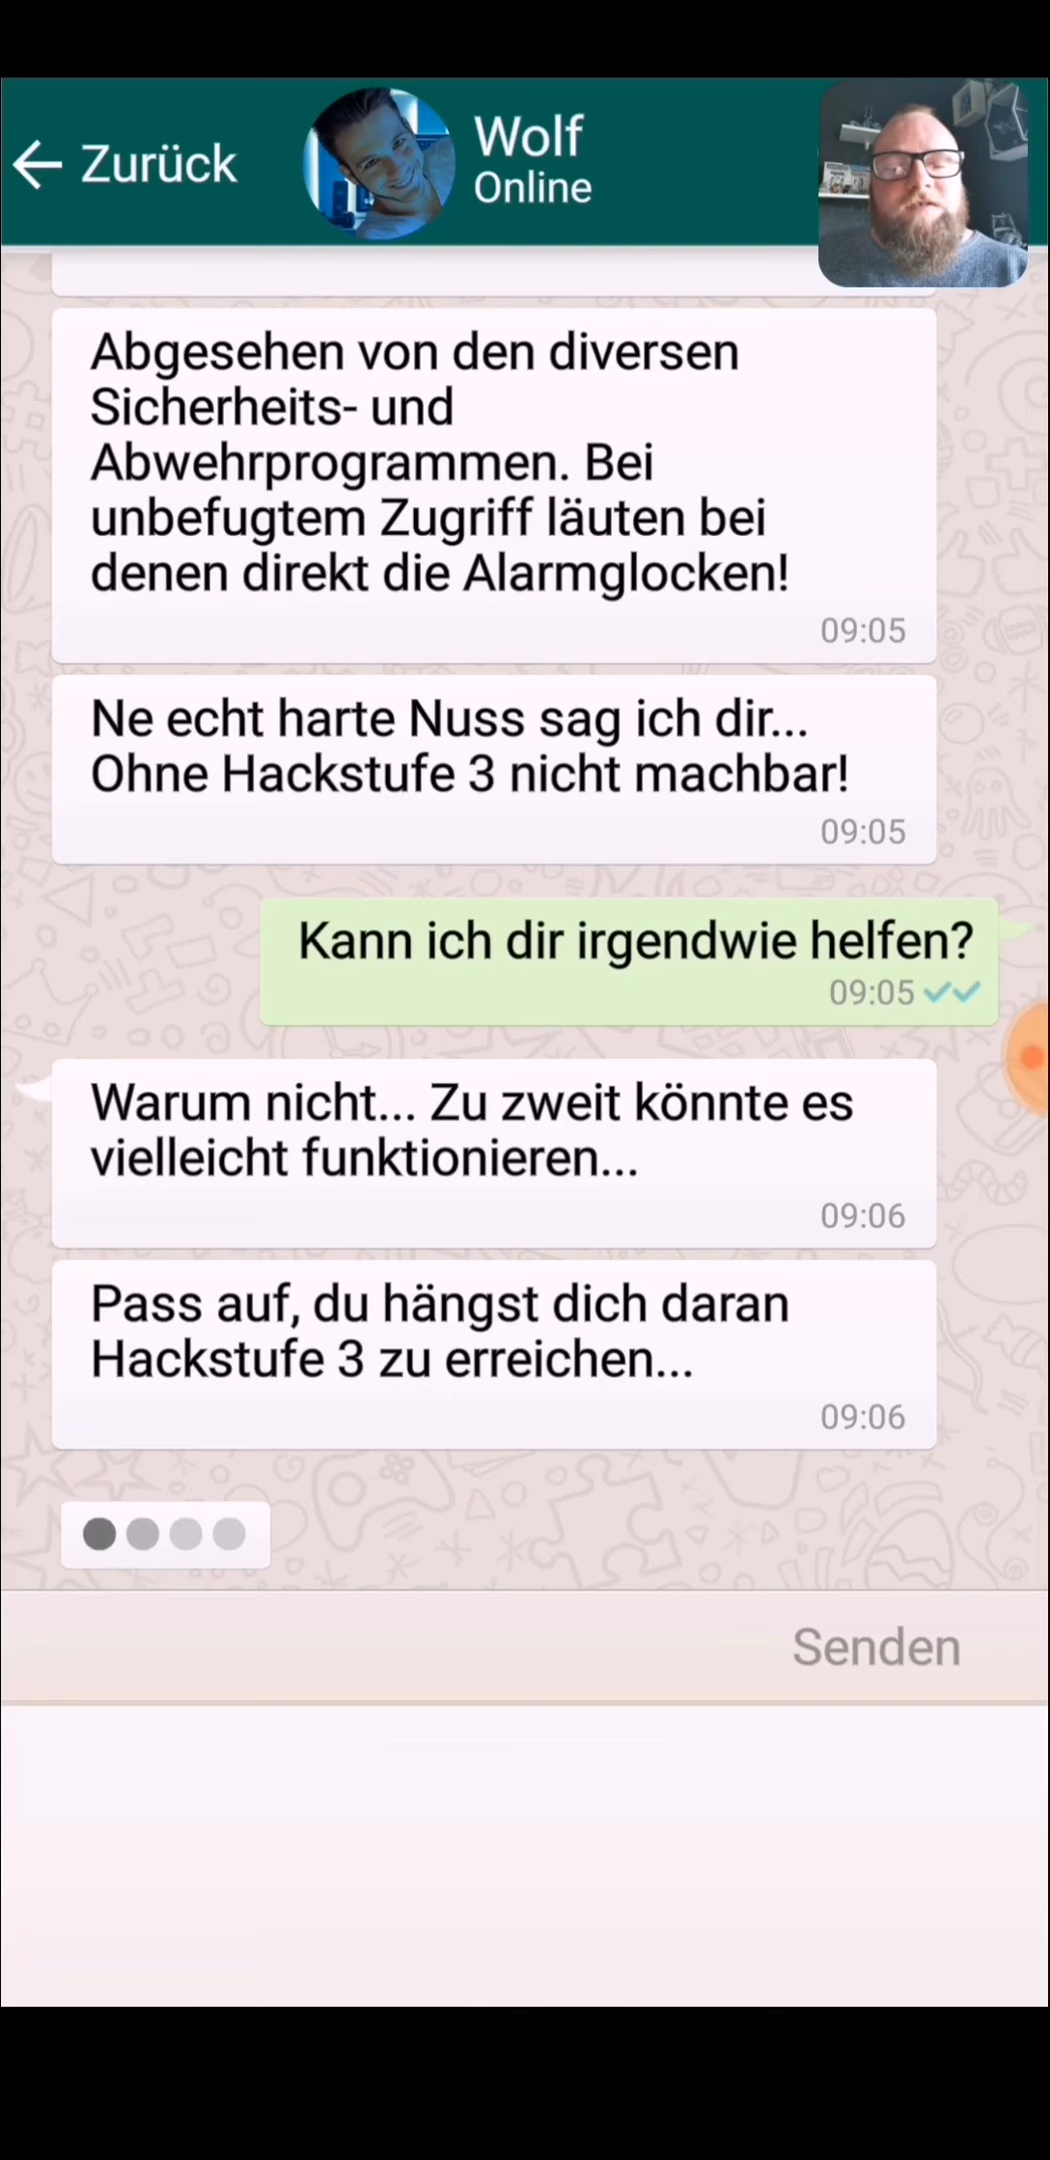 Zurück
Wolf
Online
Abgesehen von den diversen
Sicherheits- und
Abwehrprogrammen. Bei
unbefugtem Zugriff läuten bei
denen direkt die Alarmglocken!
09:05
Ne echt harte Nuss sag ich dir...
Ohne Hackstufe 3 nicht machbar!
09:05
Kann ich dir irgendwie helfen?
09:05
Warum nicht... Zu zweit könnte es
vielleicht funktionieren...
09:06
Pass auf, du hängst dich daran
Hackstufe 3 zu erreichen...
09:06
Senden